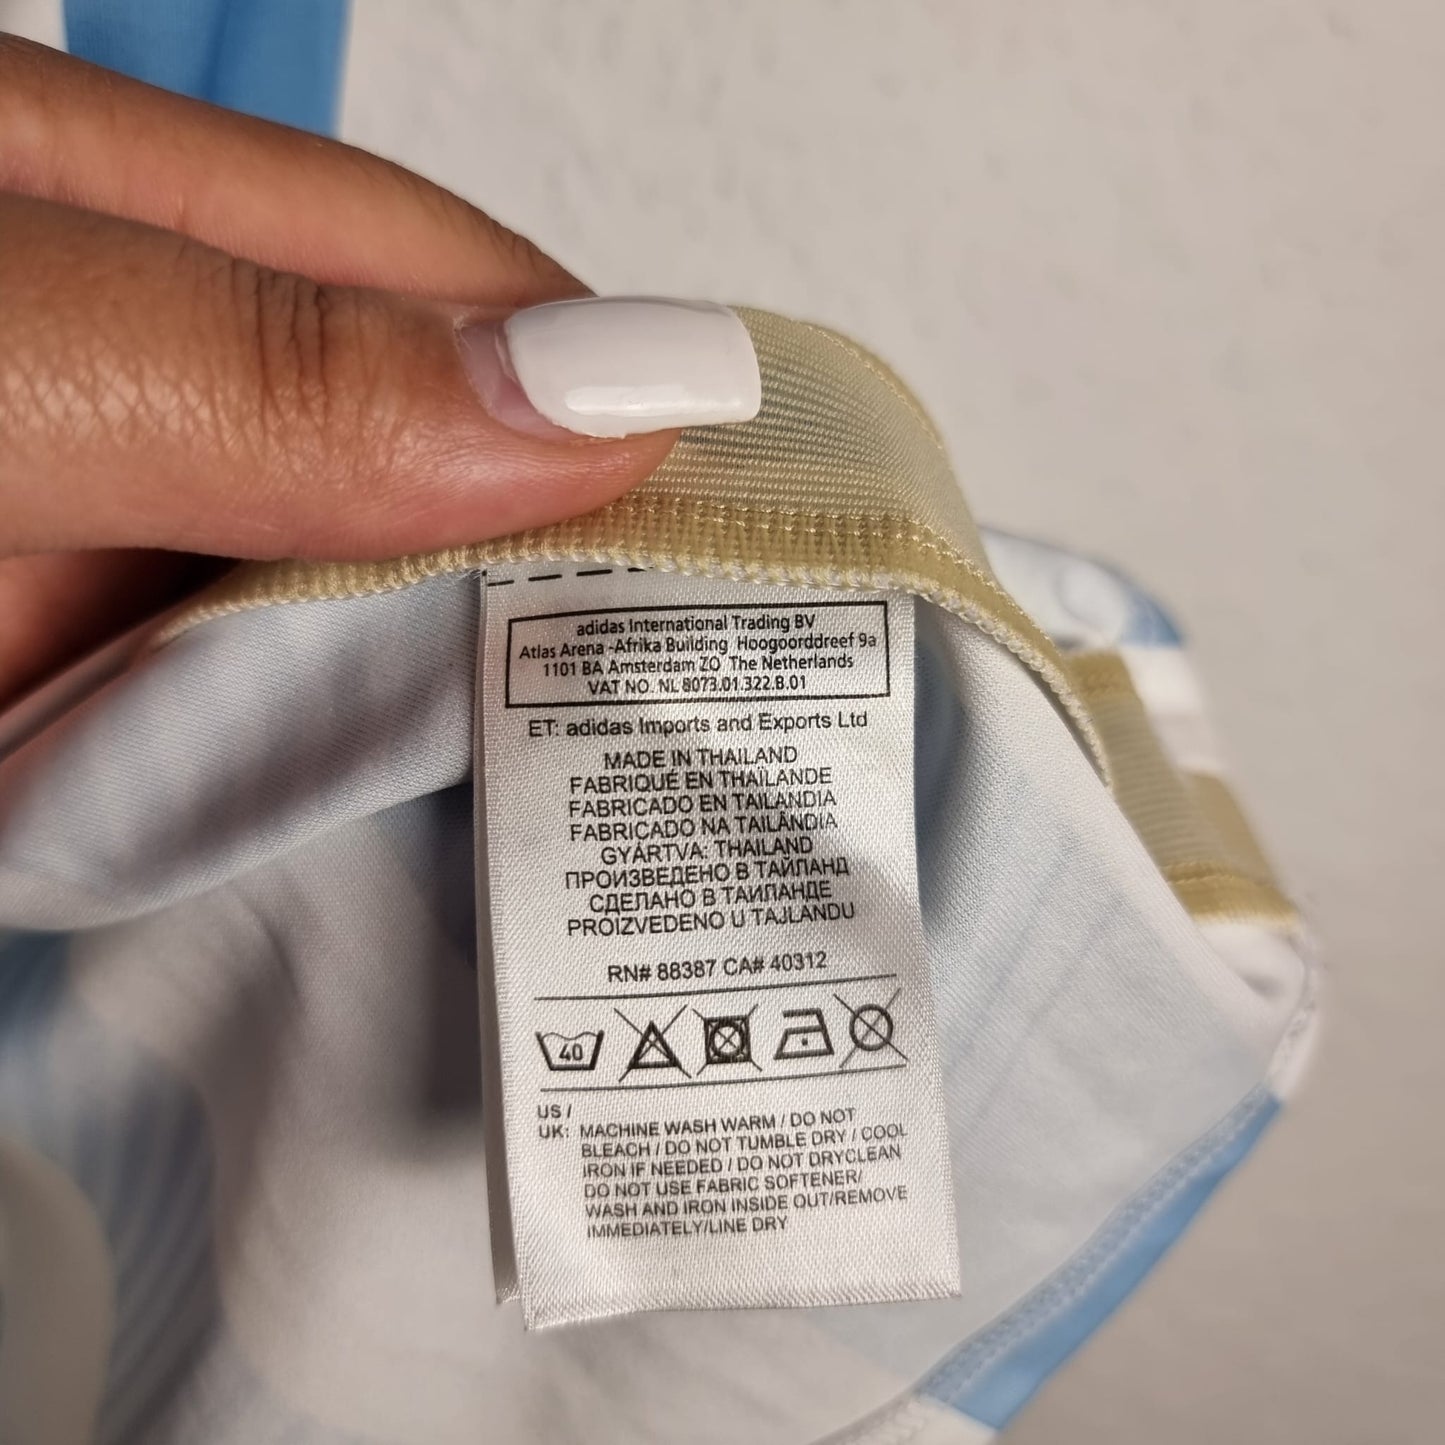 adidas International Trading BV
Atlas Arena -Afrika Building Hoogoorddreef 9a
1101 BA Amsterdam ZO The Netherlands
VAT NO. NL 8073.01.322.B.01
ET: adidas Imports and Exports Ltd
MADE IN THAILAND
FABRIQUÉ EN THAÏLANDE
FABRICADO EN TAILANDIA
FABRICADO NA TAILÂNDIA
GYÁRTVA: THAILAND
ПРОИЗВЕДЕНО В ТАЙЛАНД
СДЕЛАНО В ТАИЛАНДЕ
PROIZVEDENO U TAJLANDU
RN# 88387 CA# 40312
40
US /
UK: MACHINE WASH WARM / DO NOT
BLEACH / DO NOT TUMBLE DRY / COOL
IRON IF NEEDED / DO NOT DRYCLEAN
DO NOT USE FABRIC SOFTENER/
WASH AND IRON INSIDE OUT/REMOVE
IMMEDIATELY/LINE DRY